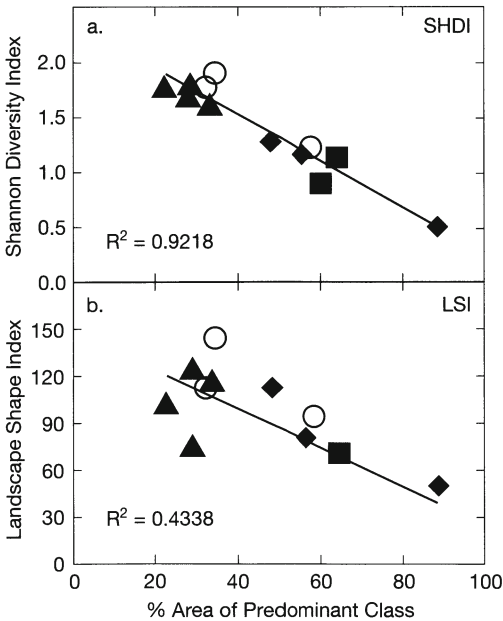 a. SHDI
Shannon Diversity Index
2.0
1.5
1.0
0.5
0.0
R² = 0.9218
b. LSI
Landscape Shape Index
150
120
90
60
30
0
R² = 0.4338
0 20 40 60 80 100
% Area of Predominant Class